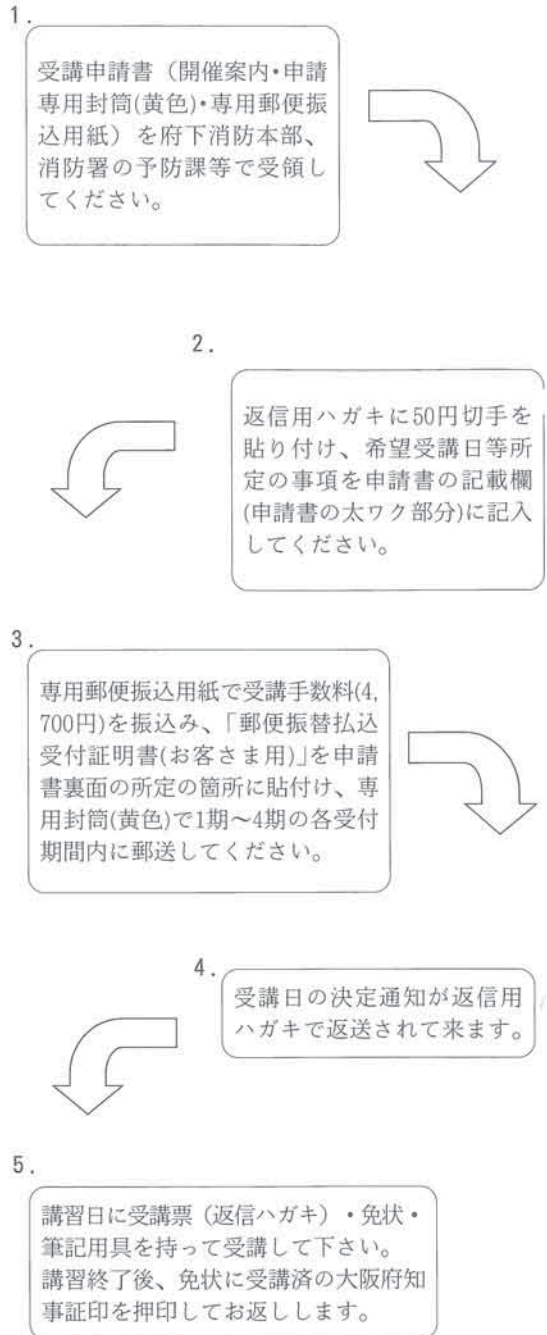 1.
受講申請書（開催案内・申請
専用封筒(黄色)・専用郵便振
込用紙）を府下消防本部、
消防署の予防課等で受領し
てください。
2.
返信用ハガキに50円切手を
貼り付け、希望受講日等所
定の事項を申請書の記載欄
(申請書の太ワク部分)に記入
してください。
3.
専用郵便振込用紙で受講手数料(4,
700円)を振込み、「郵便振替払込
受付証明書(お客さま用)」を申請
書裏面の所定の箇所に貼付け、専
用封筒(黄色)で1期～4期の各受付
期間内に郵送してください。
4.
受講日の決定通知が返信用
ハガキで返送されて来ます。
5.
講習日に受講票（返信ハガキ）・免状・
筆記用具を持って受講して下さい。
講習終了後、免状に受講済の大阪府知
事証印を押印してお返しします。